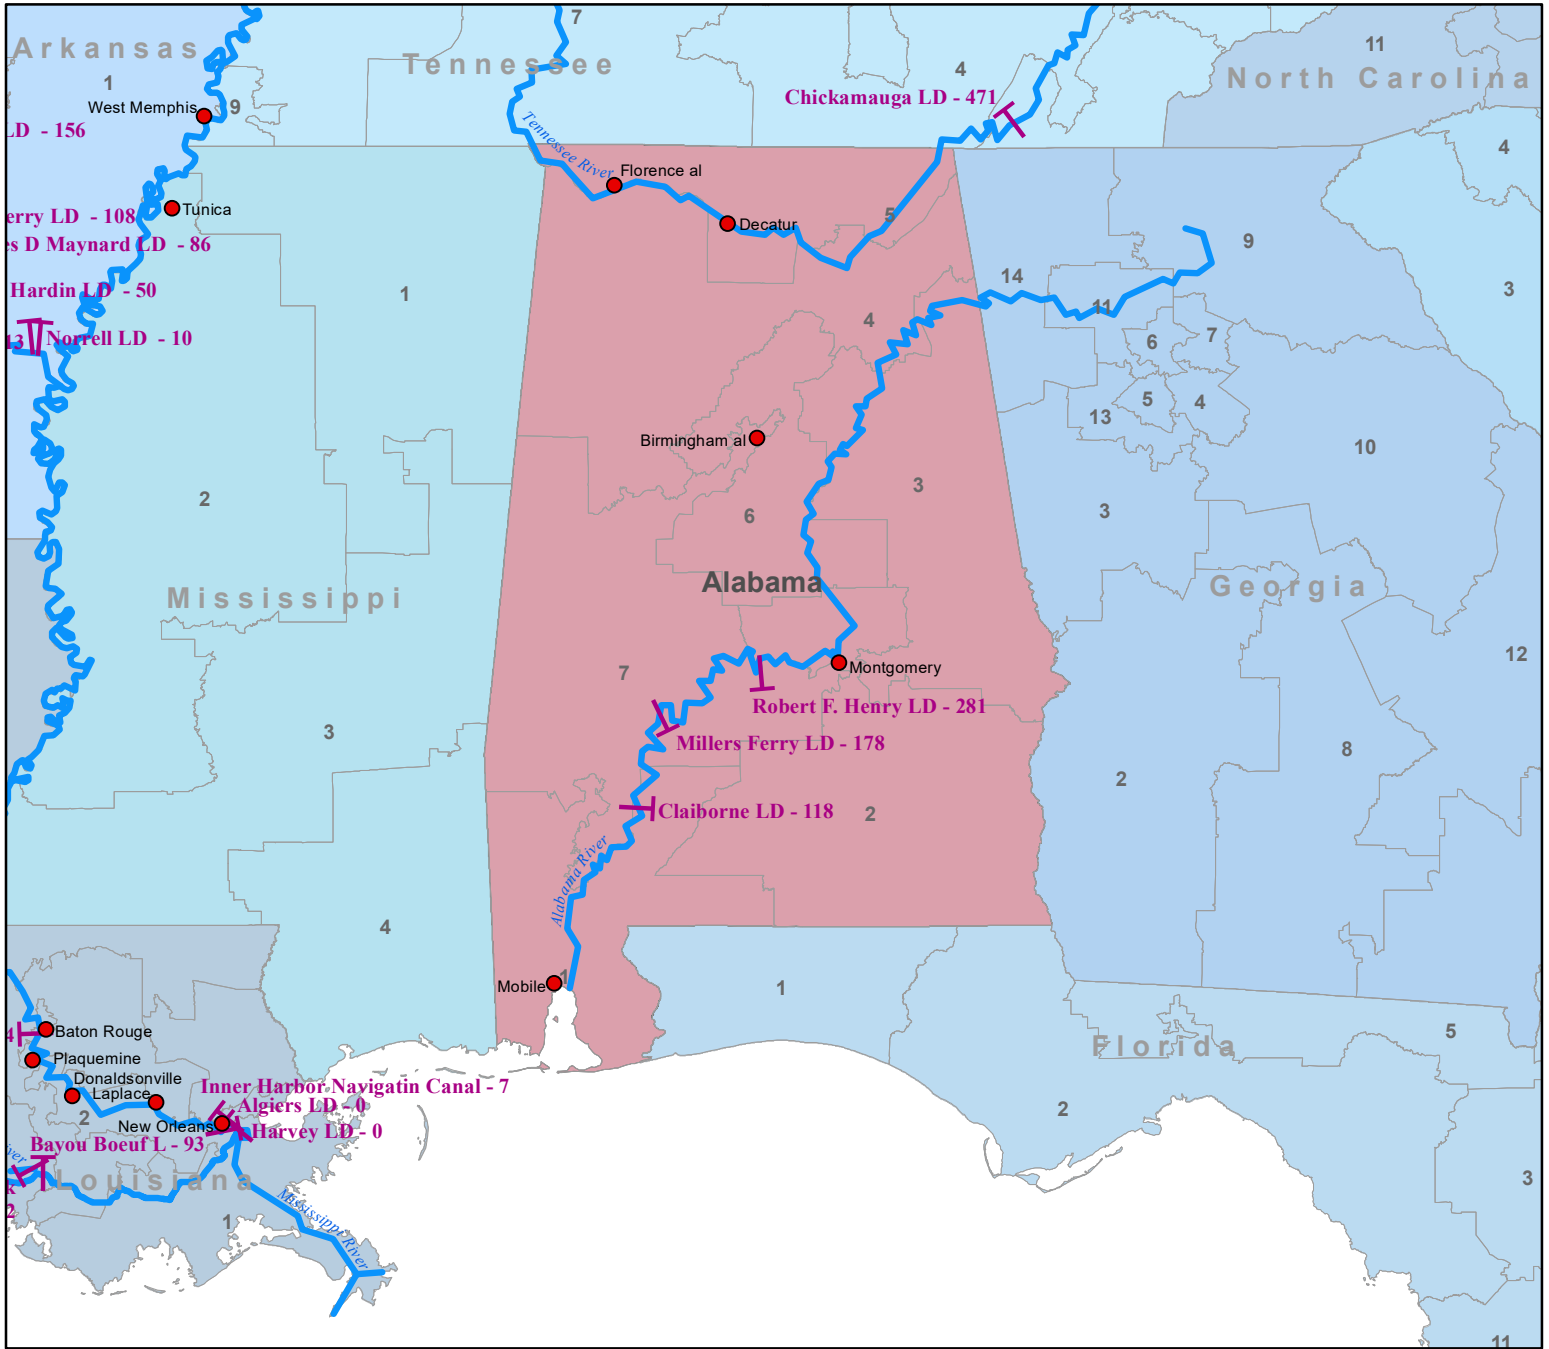 7
11
Arkansas
Tennessee
4
North Carolina
1
Chickamauga LD - 471
West Memphis
9
LD - 156
Tennessee River
4
Florence al
Tunica
erry LD - 108
5
Decatur
9
es D Maynard LD - 86
14
Hardin LD - 50
1
3
11
4
13
Norrell LD - 10
6
7
5
4
13
Birmingham al
10
3
2
3
6
Alabama
Mississippi
Georgia
12
7
Montgomery
Robert F. Henry LD - 281
3
Millers Ferry LD - 178
8
2
Claiborne LD - 118
2
Alabama River
4
1
Mobile
1
Baton Rouge
4
5
Florida
Plaquemine
Donaldsonville
Inner Harbor Navigatin Canal - 7
Laplace
Algiers LD - 0
2
2
New Orleans
Harvey LD - 0
Bayou Boeuf L - 93
iver
Louisiana
3
k
2
Mississippi River
1
11